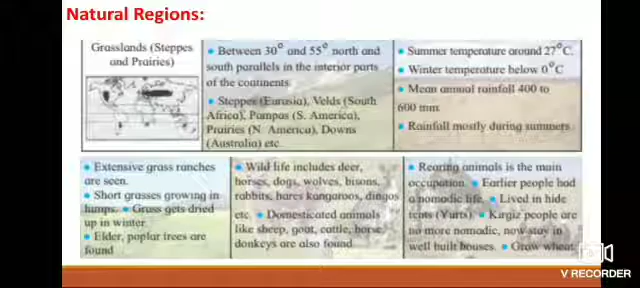 Natural Regions:
Grasslands (Steppes
and Prairies)
• Between 30° and 55° north and
south parallels in the interior parts
of the continents.
• Steppes (Eurasia), Velds (South
Africa), Pampas (S. America),
Prairies (N. America), Downs
(Australia) etc.
• Summer temperature around 27°C.
• Winter temperature below 0°C
• Mean annual rainfall 400 to
600 mm.
• Rainfall mostly during summers.
• Extensive grass ranches
are seen.
• Short grasses growing in
lumps. • Grass gets dried
up in winter.
• Elder, poplar trees are
found
• Wild life includes deer,
horses, dogs, wolves, bisons,
rabbits, hares kangaroos, dingos
etc. • Domesticated animals
like sheep, goat, cattle, horse,
donkeys are also found
• Rearing animals is the main
occupation. • Earlier people had
a nomadic life. • Lived in hide
tents (Yurts). • Kirgiz people are
no more nomadic, now stay in
well built houses. • Grow wheat.
V RECORDER